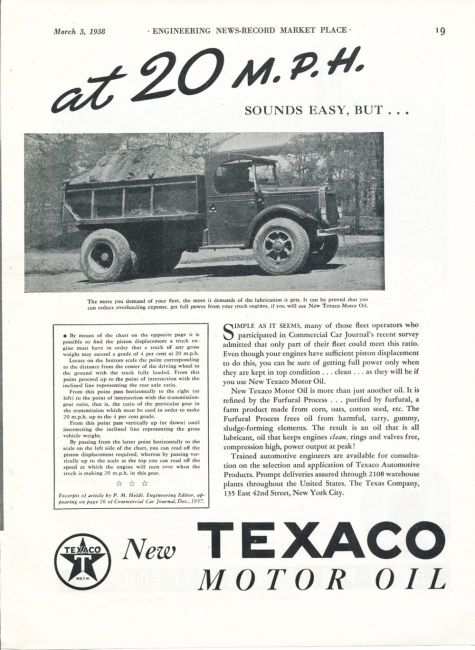 March 3, 1938 · ENGINEERING NEWS-RECORD MARKET PLACE · 19
at 20 M.P.H.
SOUNDS EASY, BUT . . .
The more you demand of your fleet, the more it demands of the lubrication it gets. It can be proved that you
can reduce overhauling expense, get full power from your truck engines, if you will use New Texaco Motor Oil.
● By means of the chart on the opposite page it is
possible to find the piston displacement a truck en-
gine must have in order that a truck of any gross
weight may ascend a grade of 4 per cent at 20 m.p.h.
Locate on the bottom scale the point corresponding
to the distance from the center of the driving wheel to
the ground with the truck fully loaded. From this
point proceed up to the point of intersection with the
inclined line representing the rear axle ratio.
From this point pass horizontally to the right (or
left) to the point of intersection with the transmission-
gear ratio, that is, the ratio of the particular gear in
the transmission which must be used in order to make
20 m.p.h. up to the 4 per cent grade.
From this point pass vertically up (or down) until
intersecting the inclined line representing the gross
vehicle weight.
By passing from the latter point horizontally to the
scale on the left side of the chart, you can read off the
piston displacement required, whereas by passing ver-
tically up to the scale at the top you can read off the
speed at which the engine will turn over when the
truck is making 20 m.p.h. in this gear.
☆ ☆ ☆
Excerpts of article by P. M. Heldt, Engineering Editor, ap-
pearing on page 26 of Commercial Car Journal, Dec., 1937.
SIMPLE AS IT SEEMS, many of those fleet operators who
participated in Commercial Car Journal's recent survey
admitted that only part of their fleet could meet this ratio.
Even though your engines have sufficient piston displacement
to do this, you can be sure of getting full power only when
they are kept in top condition . . . clean . . . as they will be if
you use New Texaco Motor Oil.
New Texaco Motor Oil is more than just another oil. It is
refined by the Furfural Process . . . purified by furfural, a
farm product made from corn, oats, cotton seed, etc. The
Furfural Process frees oil from harmful, tarry, gummy,
sludge-forming elements. The result is an oil that is all
lubricant, oil that keeps engines clean, rings and valves free,
compression high, power output at peak!
Trained automotive engineers are available for consulta-
tion on the selection and application of Texaco Automotive
Products. Prompt deliveries assured through 2108 warehouse
plants throughout the United States. The Texas Company,
135 East 42nd Street, New York City.
TEXACO
T
REG. T.M.
New TEXACO
MOTOR OIL